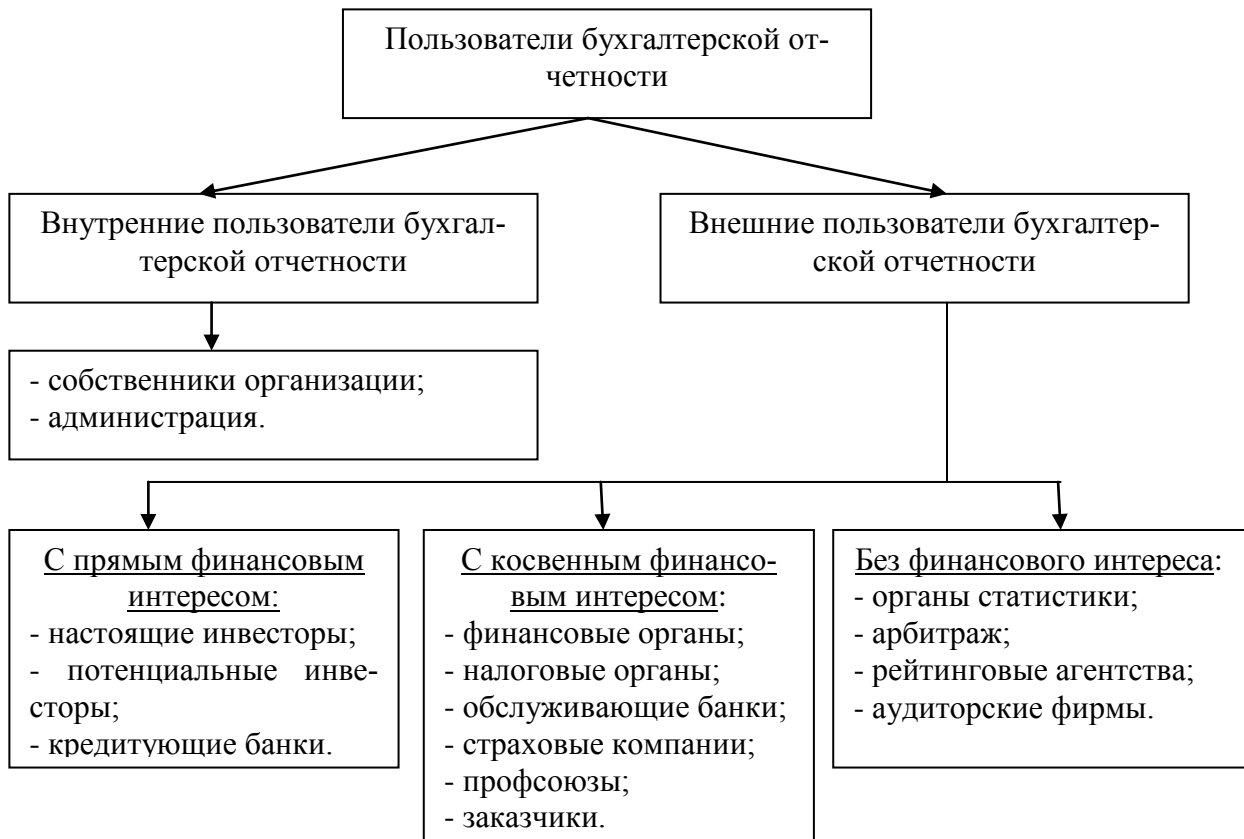 Пользователи бухгалтерской от-
четности
Внутренние пользователи бухгал-
терской отчетности
Внешние пользователи бухгалтер-
ской отчетности
- собственники организации;
- администрация.
С прямым финансовым
интересом:
- настоящие инвесторы;
- потенциальные инве-
сторы;
- кредитующие банки.
С косвенным финансо-
вым интересом:
- финансовые органы;
- налоговые органы;
- обслуживающие банки;
- страховые компании;
- профсоюзы;
- заказчики.
Без финансового интереса:
- органы статистики;
- арбитраж;
- рейтинговые агентства;
- аудиторские фирмы.